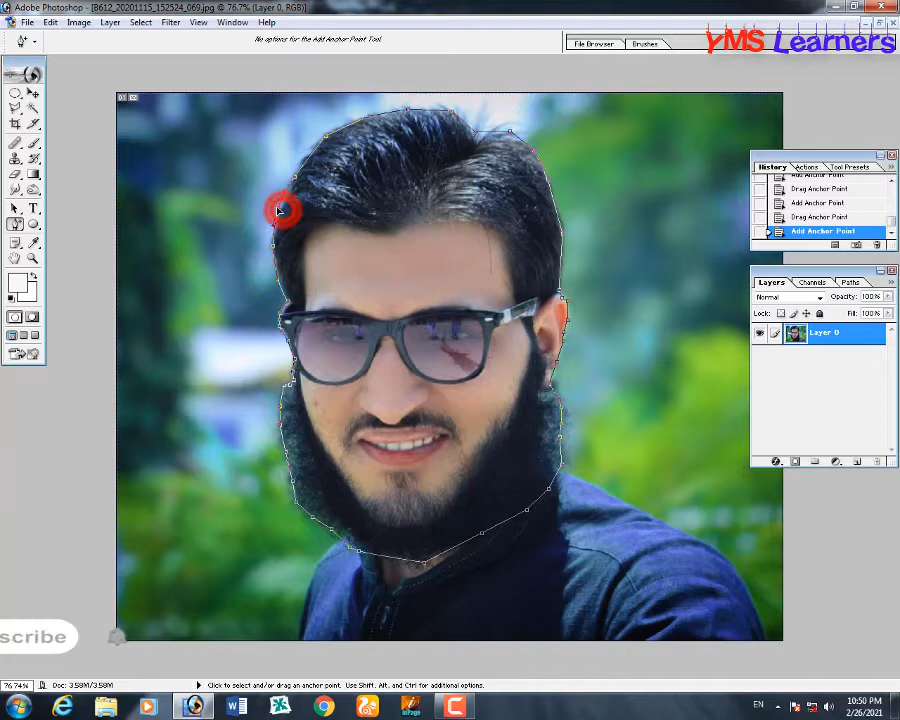 Adobe Photoshop - [B612_20201115_152524_069.jpg @ 76.7% (Layer 0, RGB)]
File Edit Image Layer Select Filter View Window Help
No options for the Add Anchor Point Tool.
File Browser Brushes
YMS Learners
History Actions Tool Presets
Add Anchor Point
Drag Anchor Point
Add Anchor Point
Drag Anchor Point
Add Anchor Point
Layers Channels Paths
Normal Opacity: 100%
Lock: Fill: 100%
Layer 0
scribe
76.74% Doc: 3.58M/3.58M Click to select and/or drag an anchor point. Use Shift, Alt, and Ctrl for additional options.
EN 10:50 PM
2/26/2021